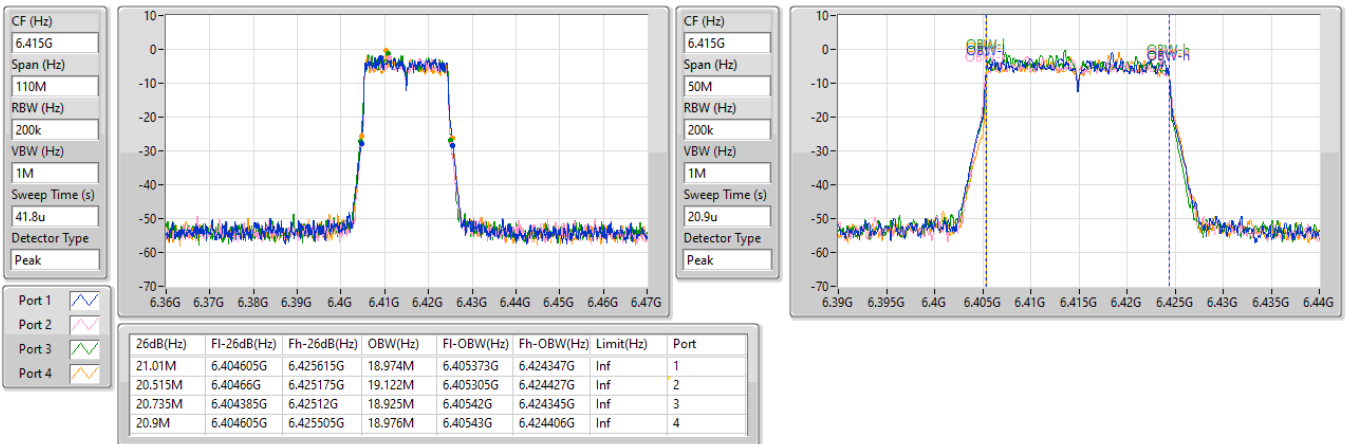 CF (Hz)
6.415G
Span (Hz)
110M
RBW (Hz)
200k
VBW (Hz)
1M
Sweep Time (s)
41.8u
Detector Type
Peak
10
0
-10
-20
-30
-40
-50
-60
-70
6.36G 6.37G 6.38G 6.39G 6.4G 6.41G 6.42G 6.43G 6.44G 6.45G 6.46G 6.47G
CF (Hz)
6.415G
Span (Hz)
50M
RBW (Hz)
200k
VBW (Hz)
1M
Sweep Time (s)
20.9u
Detector Type
Peak
10
0
-10
-20
-30
-40
-50
-60
-70
OBW-l
OBW-h
OBW-h
6.39G 6.395G 6.4G 6.405G 6.41G 6.415G 6.42G 6.425G 6.43G 6.435G 6.44G
Port 1
Port 2
Port 3
Port 4
26dB(Hz) Fl-26dB(Hz) Fh-26dB(Hz) OBW(Hz) Fl-OBW(Hz) Fh-OBW(Hz) Limit(Hz) Port
21.01M 6.404605G 6.425615G 18.974M 6.405373G 6.424347G Inf 1
20.515M 6.40466G 6.425175G 19.122M 6.405305G 6.424427G Inf 2
20.735M 6.404385G 6.42512G 18.925M 6.40542G 6.424345G Inf 3
20.9M 6.404605G 6.425505G 18.976M 6.40543G 6.424406G Inf 4